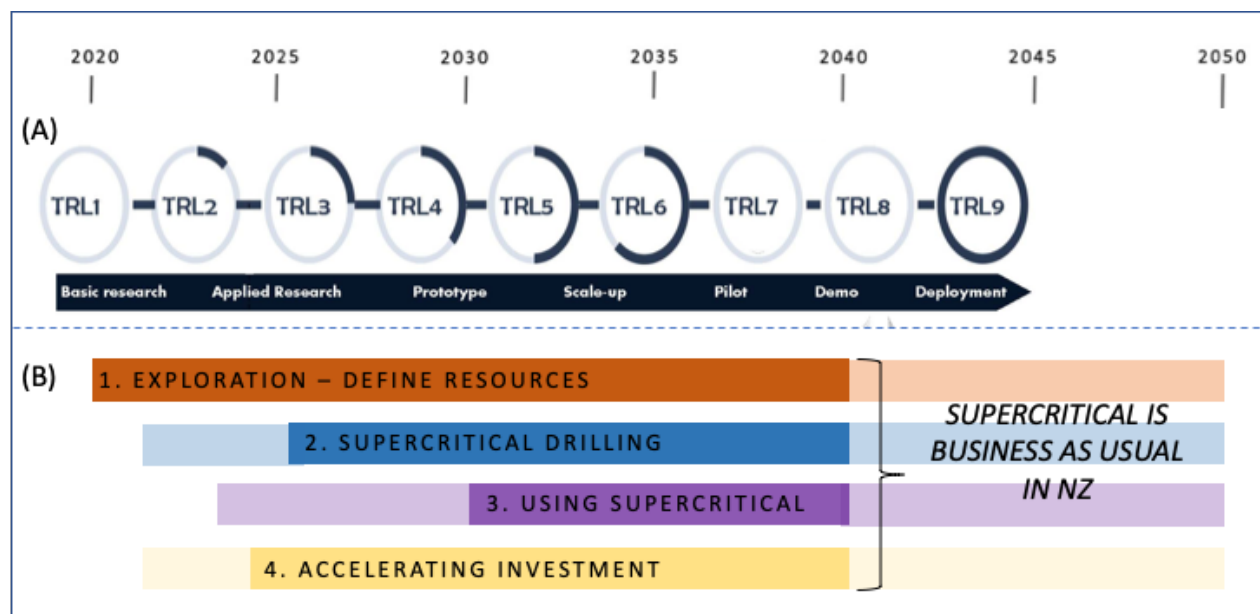 2020 2025 2030 2035 2040 2045 2050
(A)
TRL1 TRL2 TRL3 TRL4 TRL5 TRL6 TRL7 TRL8 TRL9
Basic research Applied Research Prototype Scale-up Pilot Demo Deployment
(B)
1. EXPLORATION – DEFINE RESOURCES
2. SUPERCRITICAL DRILLING
3. USING SUPERCRITICAL
4. ACCELERATING INVESTMENT
SUPERCRITICAL IS
BUSINESS AS USUAL
IN NZ